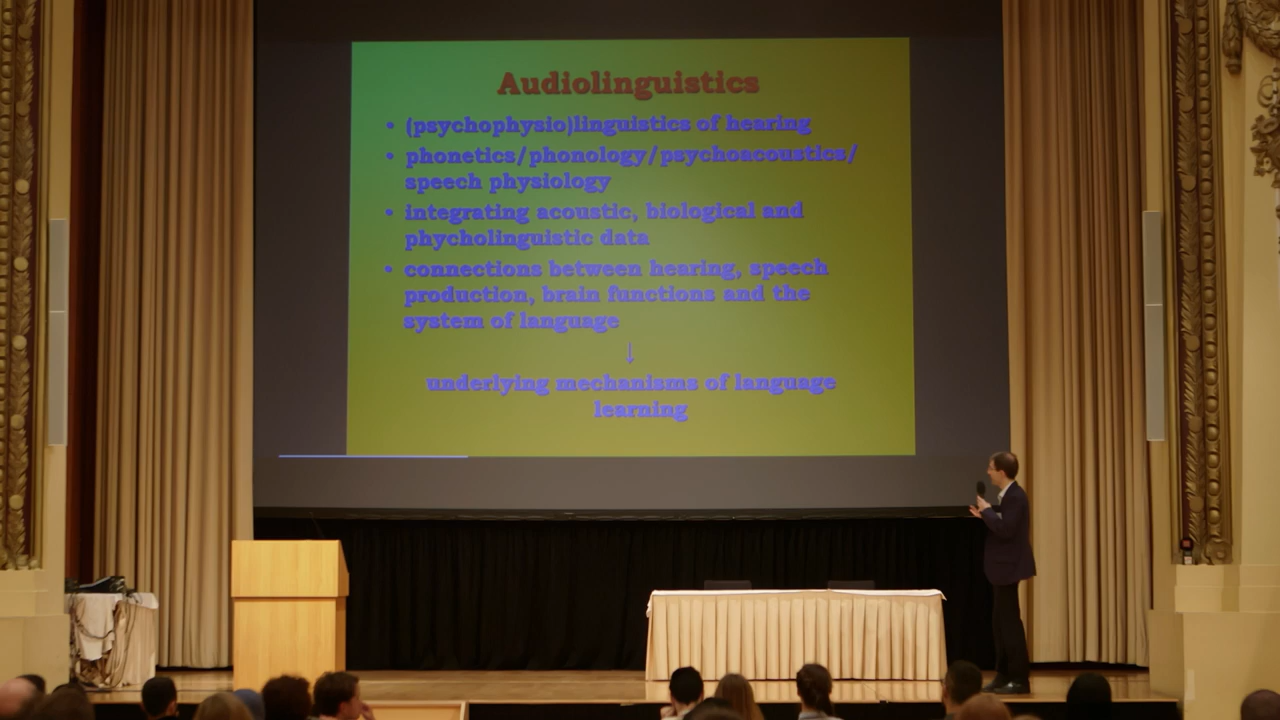 Audiolinguistics
• (psychophysio)linguistics of hearing
• phonetics/phonology/psychoacoustics/
speech physiology
• integrating acoustic, biological and
phycholinguistic data
• connections between hearing, speech
production, brain functions and the
system of language
↓
underlying mechanisms of language
learning